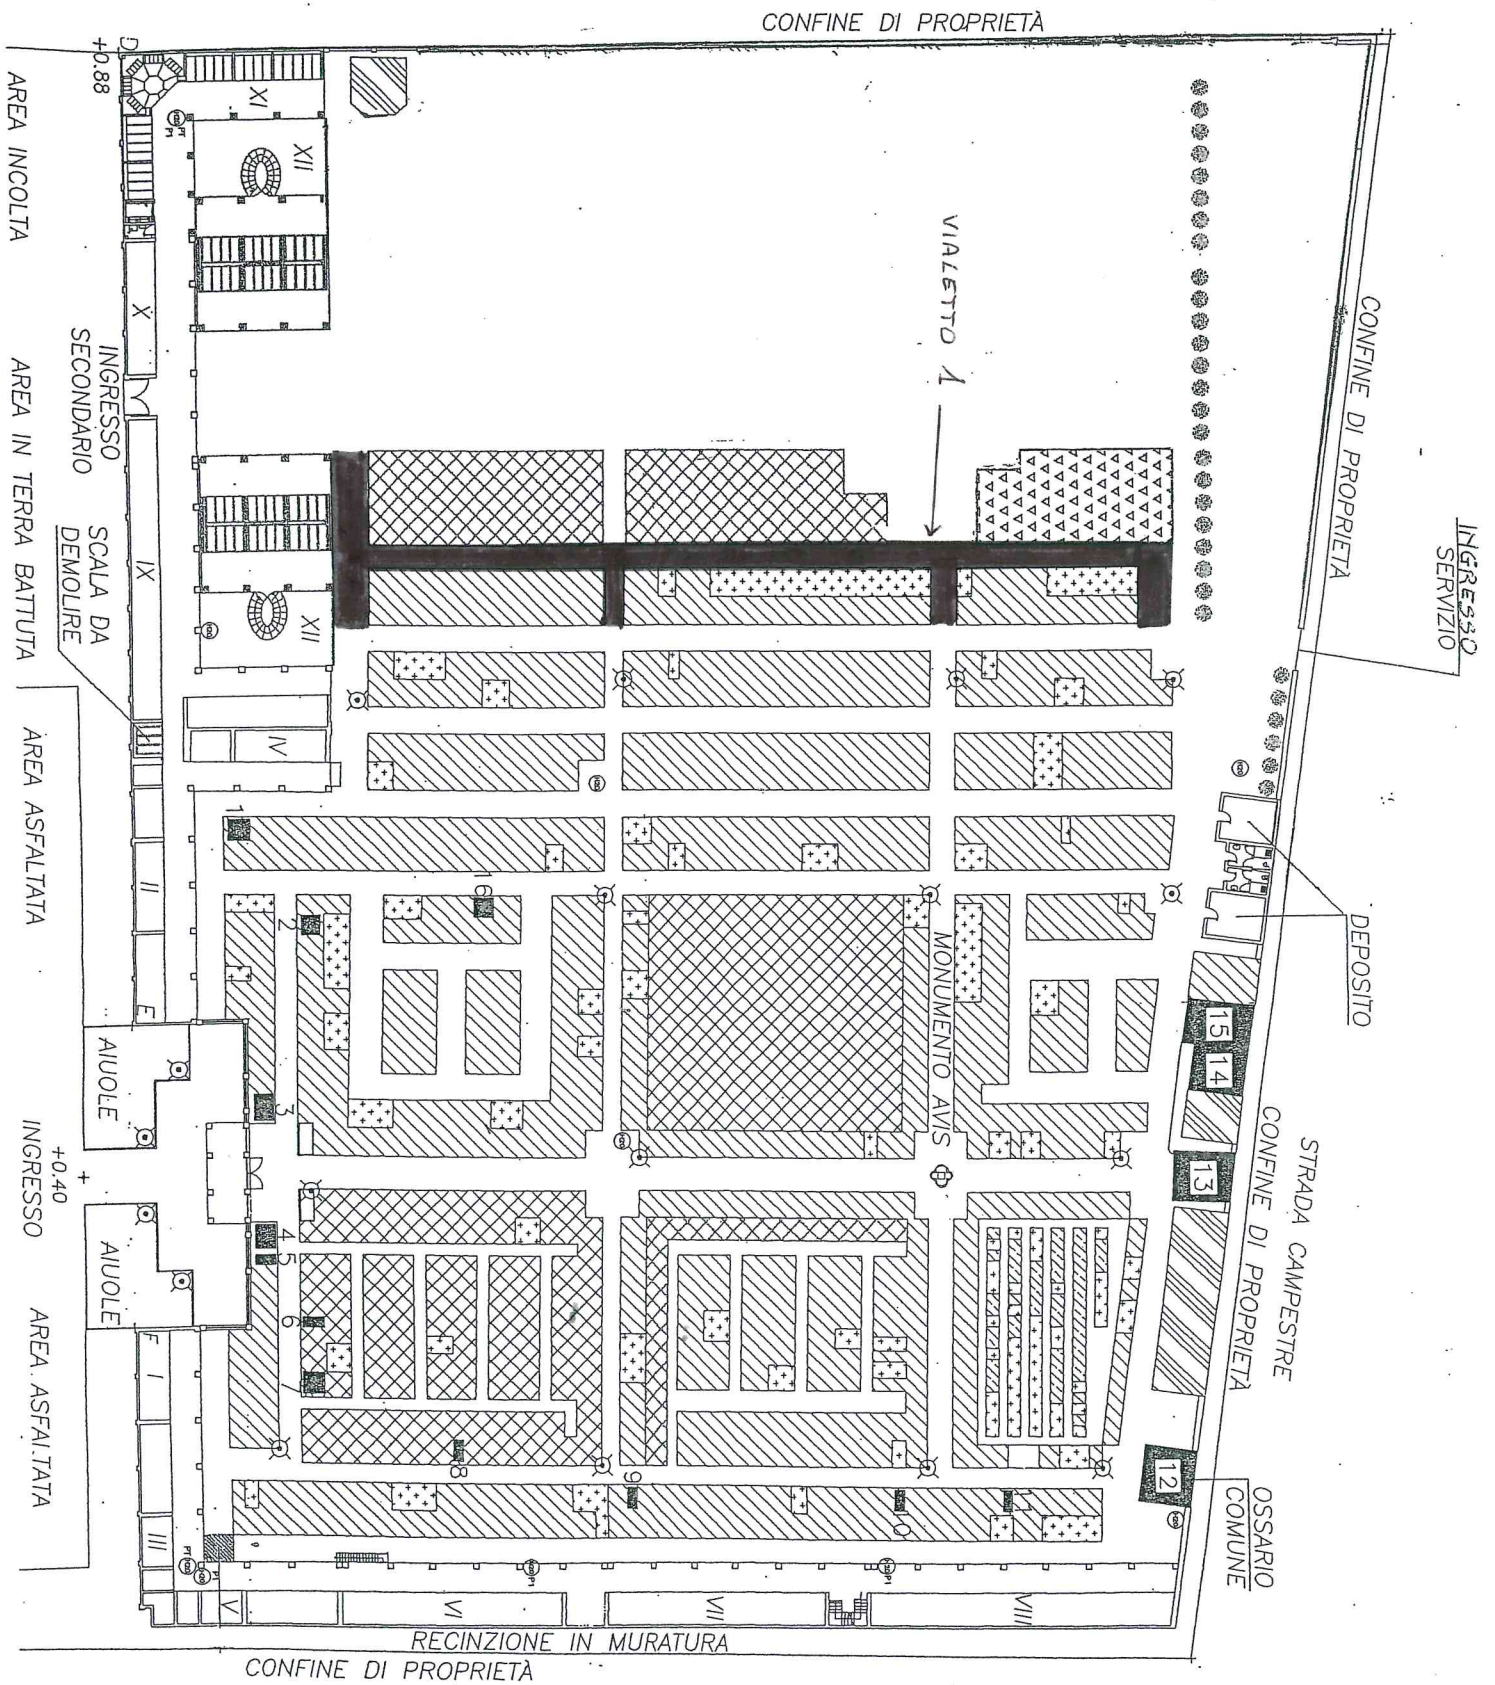 CONFINE DI PROPRIETÀ
D
+0.88
AREA INCOLTA
XI
XII
X
INGRESSO
SECONDARIO
AREA IN TERRA BATTUTA
IX
SCALA DA
DEMOLIRE
XII
IV
VIALETTO 1
CONFINE DI PROPRIETÀ
INGRESSO
SERVIZIO
DEPOSITO
AREA ASFALTATA
II
E
1
2
16
3
MONUMENTO AVIS
15
14
13
STRADA CAMPESTRE
CONFINE DI PROPRIETÀ
AIUOLE
+0.40
INGRESSO
AIUOLE
AREA ASFALTATA
F
I
III
4
5
6
7
8
9
10
11
12
OSSARIO
COMUNE
H2O
PT
P1
V
VI
VII
VIII
RECINZIONE IN MURATURA
CONFINE DI PROPRIETÀ